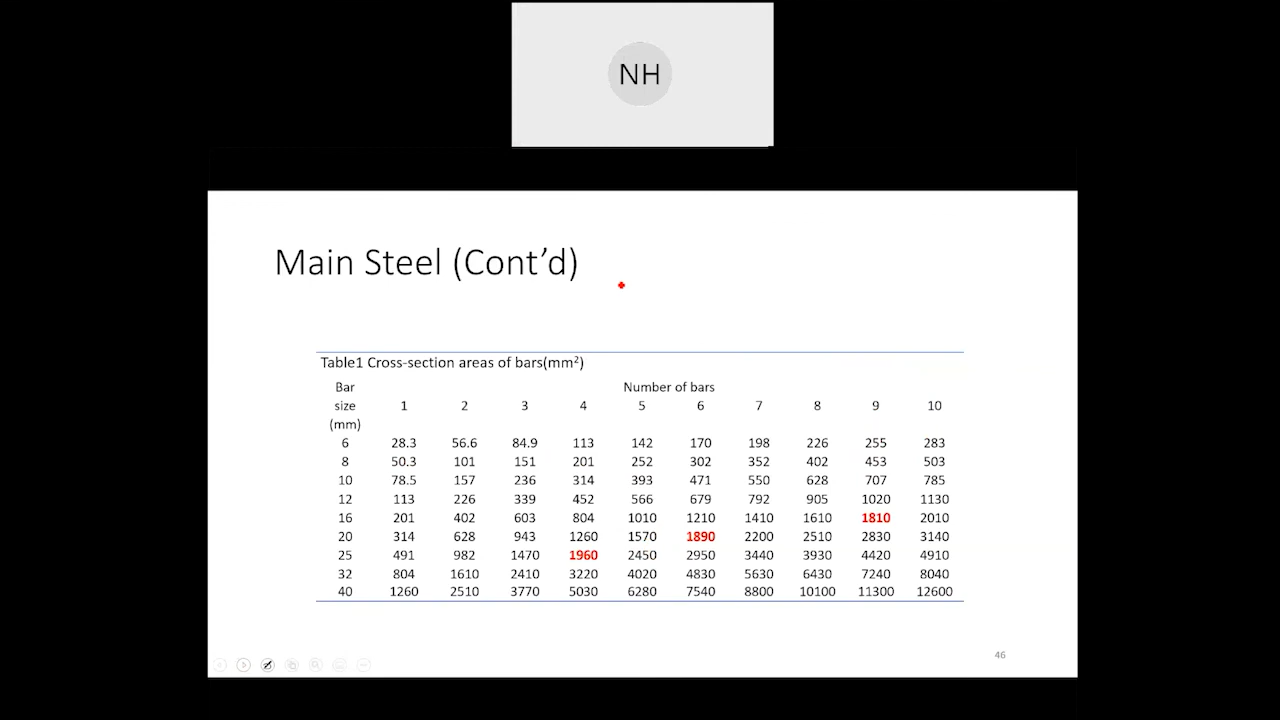 NH
Main Steel (Cont’d)
Table1 Cross-section areas of bars(mm²)
Bar size (mm) Number of bars
1 2 3 4 5 6 7 8 9 10
6 28.3 56.6 84.9 113 142 170 198 226 255 283
8 50.3 101 151 201 252 302 352 402 453 503
10 78.5 157 236 314 393 471 550 628 707 785
12 113 226 339 452 566 679 792 905 1020 1130
16 201 402 603 804 1010 1210 1410 1610 1810 2010
20 314 628 943 1260 1570 1890 2200 2510 2830 3140
25 491 982 1470 1960 2450 2950 3440 3930 4420 4910
32 804 1610 2410 3220 4020 4830 5630 6430 7240 8040
40 1260 2510 3770 5030 6280 7540 8800 10100 11300 12600
46